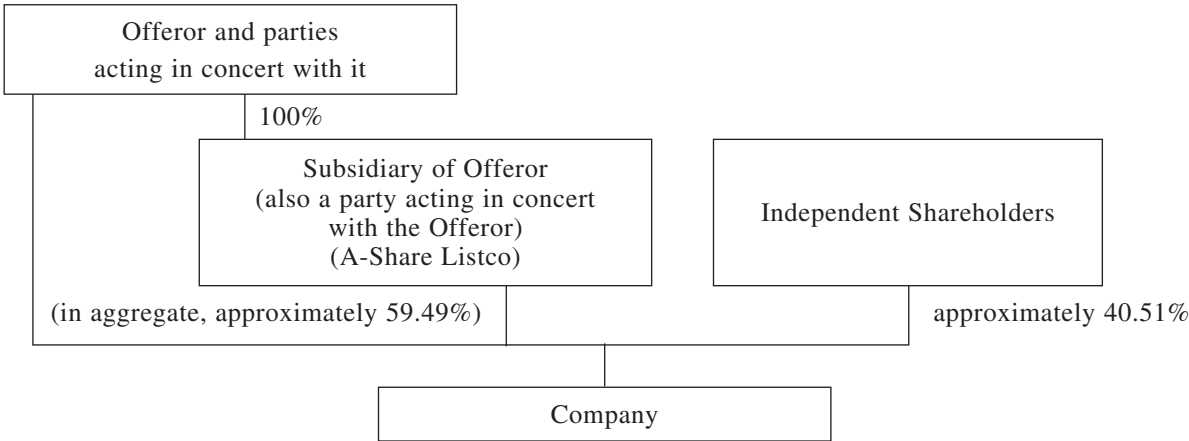 Offeror and parties
acting in concert with it
100%
Subsidiary of Offeror
(also a party acting in concert
with the Offeror)
(A-Share Listco)
Independent Shareholders
(in aggregate, approximately 59.49%)
approximately 40.51%
Company